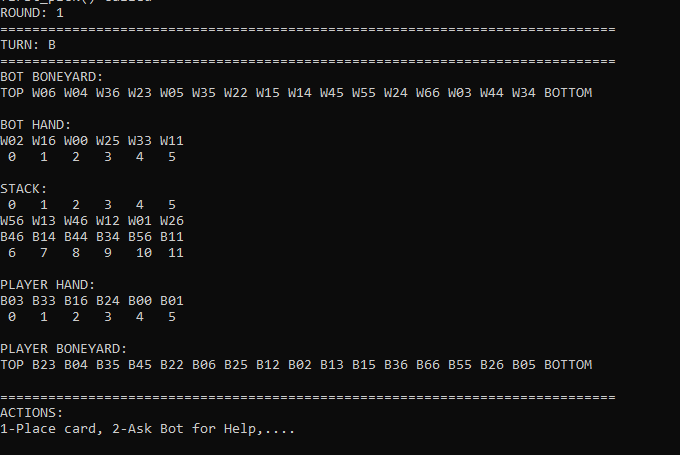 ROUND: 1
=============================================================================
TURN: B
=============================================================================
BOT BONEYARD:
TOP W06 W04 W36 W23 W05 W35 W22 W15 W14 W45 W55 W24 W66 W03 W44 W34 BOTTOM
BOT HAND:
W02 W16 W00 W25 W33 W11
0 1 2 3 4 5
STACK:
0 1 2 3 4 5
W56 W13 W46 W12 W01 W26
B46 B14 B44 B34 B56 B11
6 7 8 9 10 11
PLAYER HAND:
B03 B33 B16 B24 B00 B01
0 1 2 3 4 5
PLAYER BONEYARD:
TOP B23 B04 B35 B45 B22 B06 B25 B12 B02 B13 B15 B36 B66 B55 B26 B05 BOTTOM
=============================================================================
ACTIONS:
1-Place card, 2-Ask Bot for Help,....